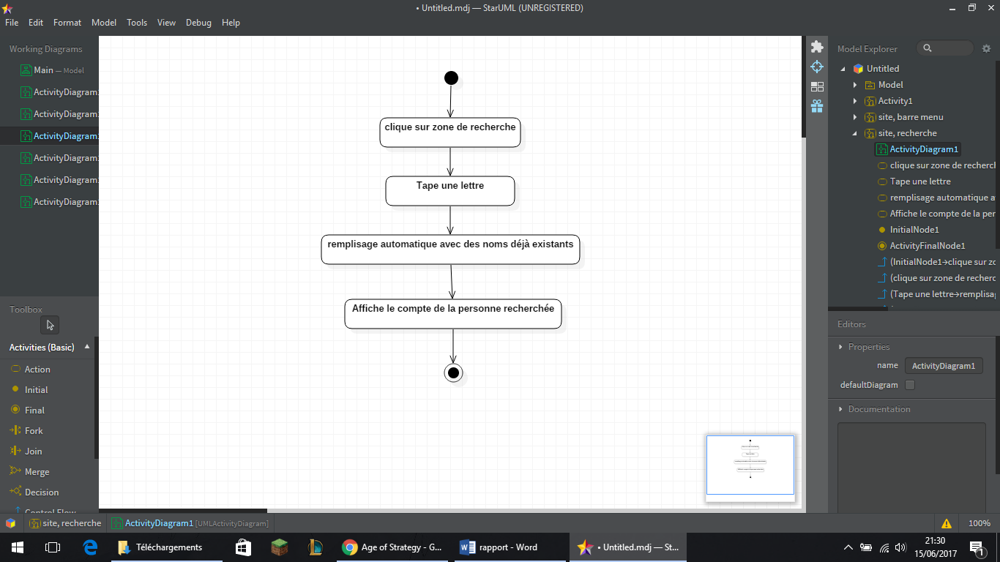 • Untitled.mdj — StarUML (UNREGISTERED)
File Edit Format Model Tools View Debug Help
Working Diagrams
Main — Model
ActivityDiagram1
ActivityDiagram1
ActivityDiagram1
ActivityDiagram1
ActivityDiagram1
ActivityDiagram1
Toolbox
Activities (Basic)
Action
Initial
Final
Fork
Join
Merge
Decision
Control Flow
clique sur zone de recherche
Tape une lettre
remplisage automatique avec des noms déjà existants
Affiche le compte de la personne recherchée
Model Explorer
Untitled
Model
Activity1
site, barre menu
site, recherche
ActivityDiagram1
clique sur zone de recherch
Tape une lettre
remplisage automatique a
Affiche le compte de la per
InitialNode1
ActivityFinalNode1
(InitialNode1→clique sur zo
(clique sur zone de recherc
(Tape une lettre→remplisag
Editors
Properties
name ActivityDiagram1
defaultDiagram
Documentation
site, recherche ActivityDiagram1 [UMLActivityDiagram] 100%
Téléchargements
Age of Strategy - G...
rapport - Word
• Untitled.mdj — St...
21:30
15/06/2017
1